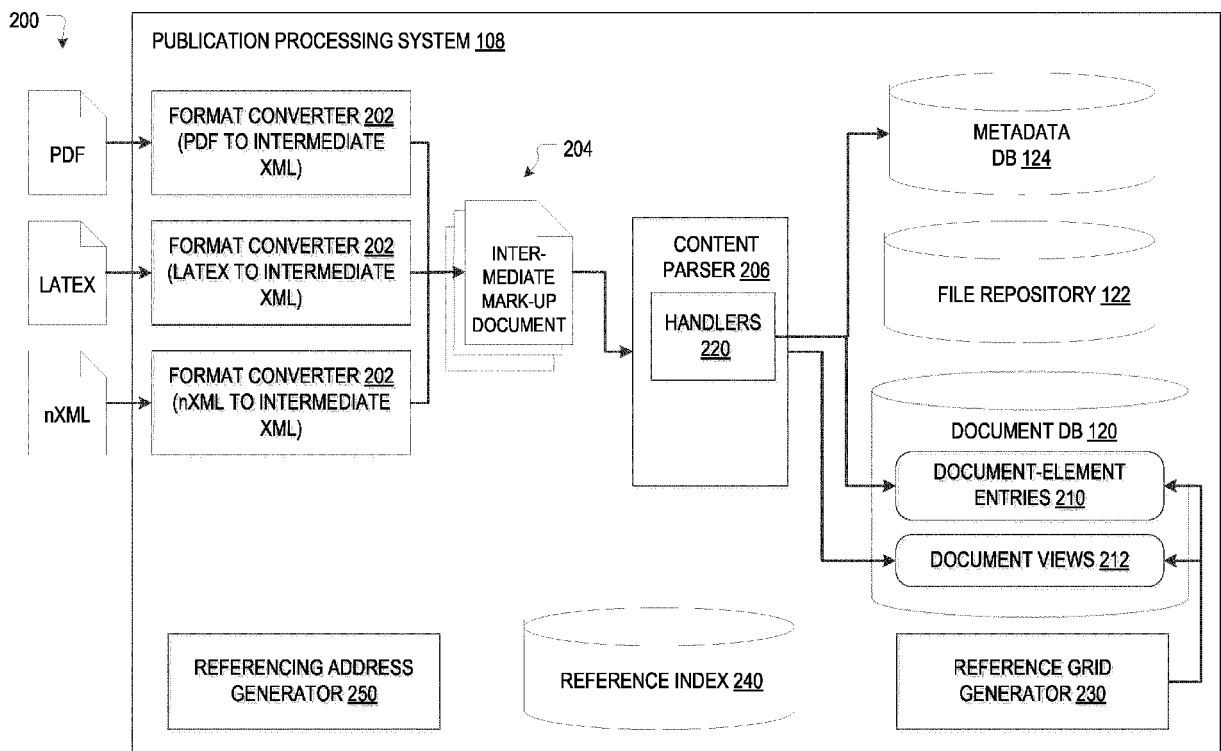 200
PUBLICATION PROCESSING SYSTEM 108
PDF
FORMAT CONVERTER 202
(PDF TO INTERMEDIATE
XML)
LATEX
FORMAT CONVERTER 202
(LATEX TO INTERMEDIATE
XML)
nXML
FORMAT CONVERTER 202
(nXML TO INTERMEDIATE
XML)
204
INTER-
MEDIATE
MARK-UP
DOCUMENT
CONTENT
PARSER 206
HANDLERS
220
METADATA
DB 124
FILE REPOSITORY 122
DOCUMENT DB 120
DOCUMENT-ELEMENT
ENTRIES 210
DOCUMENT VIEWS 212
REFERENCING ADDRESS
GENERATOR 250
REFERENCE INDEX 240
REFERENCE GRID
GENERATOR 230